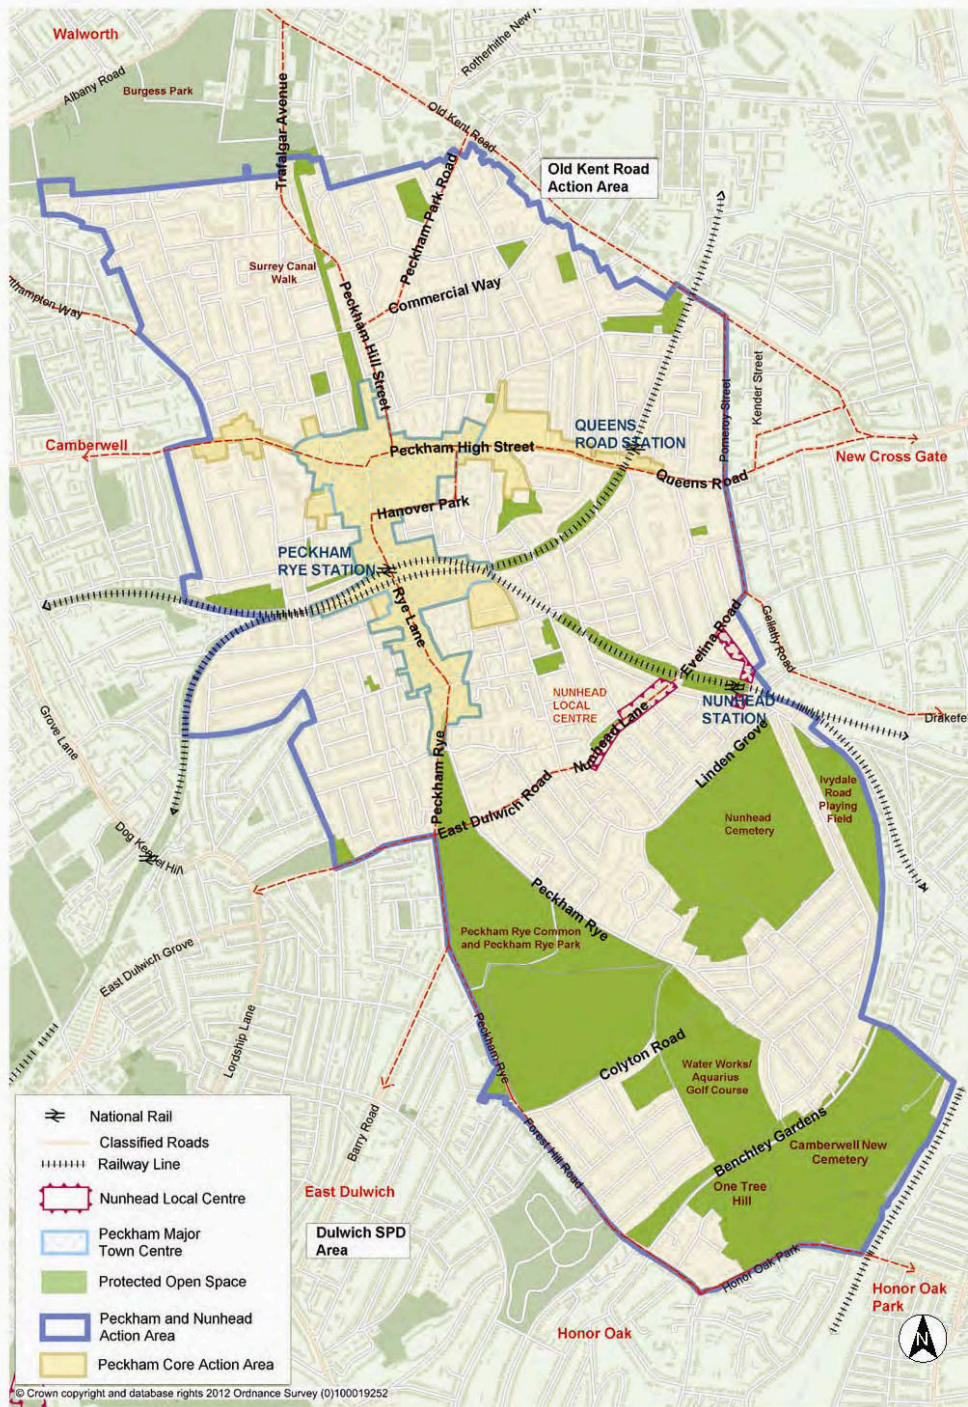 Walworth
Albany Road
Burgess Park
Trafalgar Avenue
Rotherhithe New
Old Kent Road
Old Kent Road
Action Area
Peckham Park Road
Surrey Canal
Walk
Commercial Way
Peckham Hill Street
Kender Street
Pomeroy Street
Camberwell
QUEENS
ROAD STATION
Peckham High Street
New Cross Gate
Queens Road
Hanover Park
PECKHAM
RYE STATION
Rye Lane
Evelina Road
Gellatly Road
NUNHEAD
LOCAL
CENTRE
NUNHEAD
STATION
Drakefe
Grove Lane
Nunhead Lane
Linden Grove
Peckham Rye
East Dulwich Road
Ivydale
Road
Playing
Field
Nunhead
Cemetery
Dog Kennel Hill
Peckham Rye
Peckham Rye Common
and Peckham Rye Park
East Dulwich Grove
Lordship Lane
Peckham Rye
Colyton Road
Water Works/
Aquarius
Golf Course
Barry Road
Forest Hill Road
Benchley Gardens
Camberwell New
Cemetery
One Tree
Hill
East Dulwich
Dulwich SPD
Area
Honor Oak Park
Honor Oak
Park
Honor Oak
N
National Rail
Classified Roads
Railway Line
Nunhead Local Centre
Peckham Major
Town Centre
Protected Open Space
Peckham and Nunhead
Action Area
Peckham Core Action Area
© Crown copyright and database rights 2012 Ordnance Survey (0)100019252